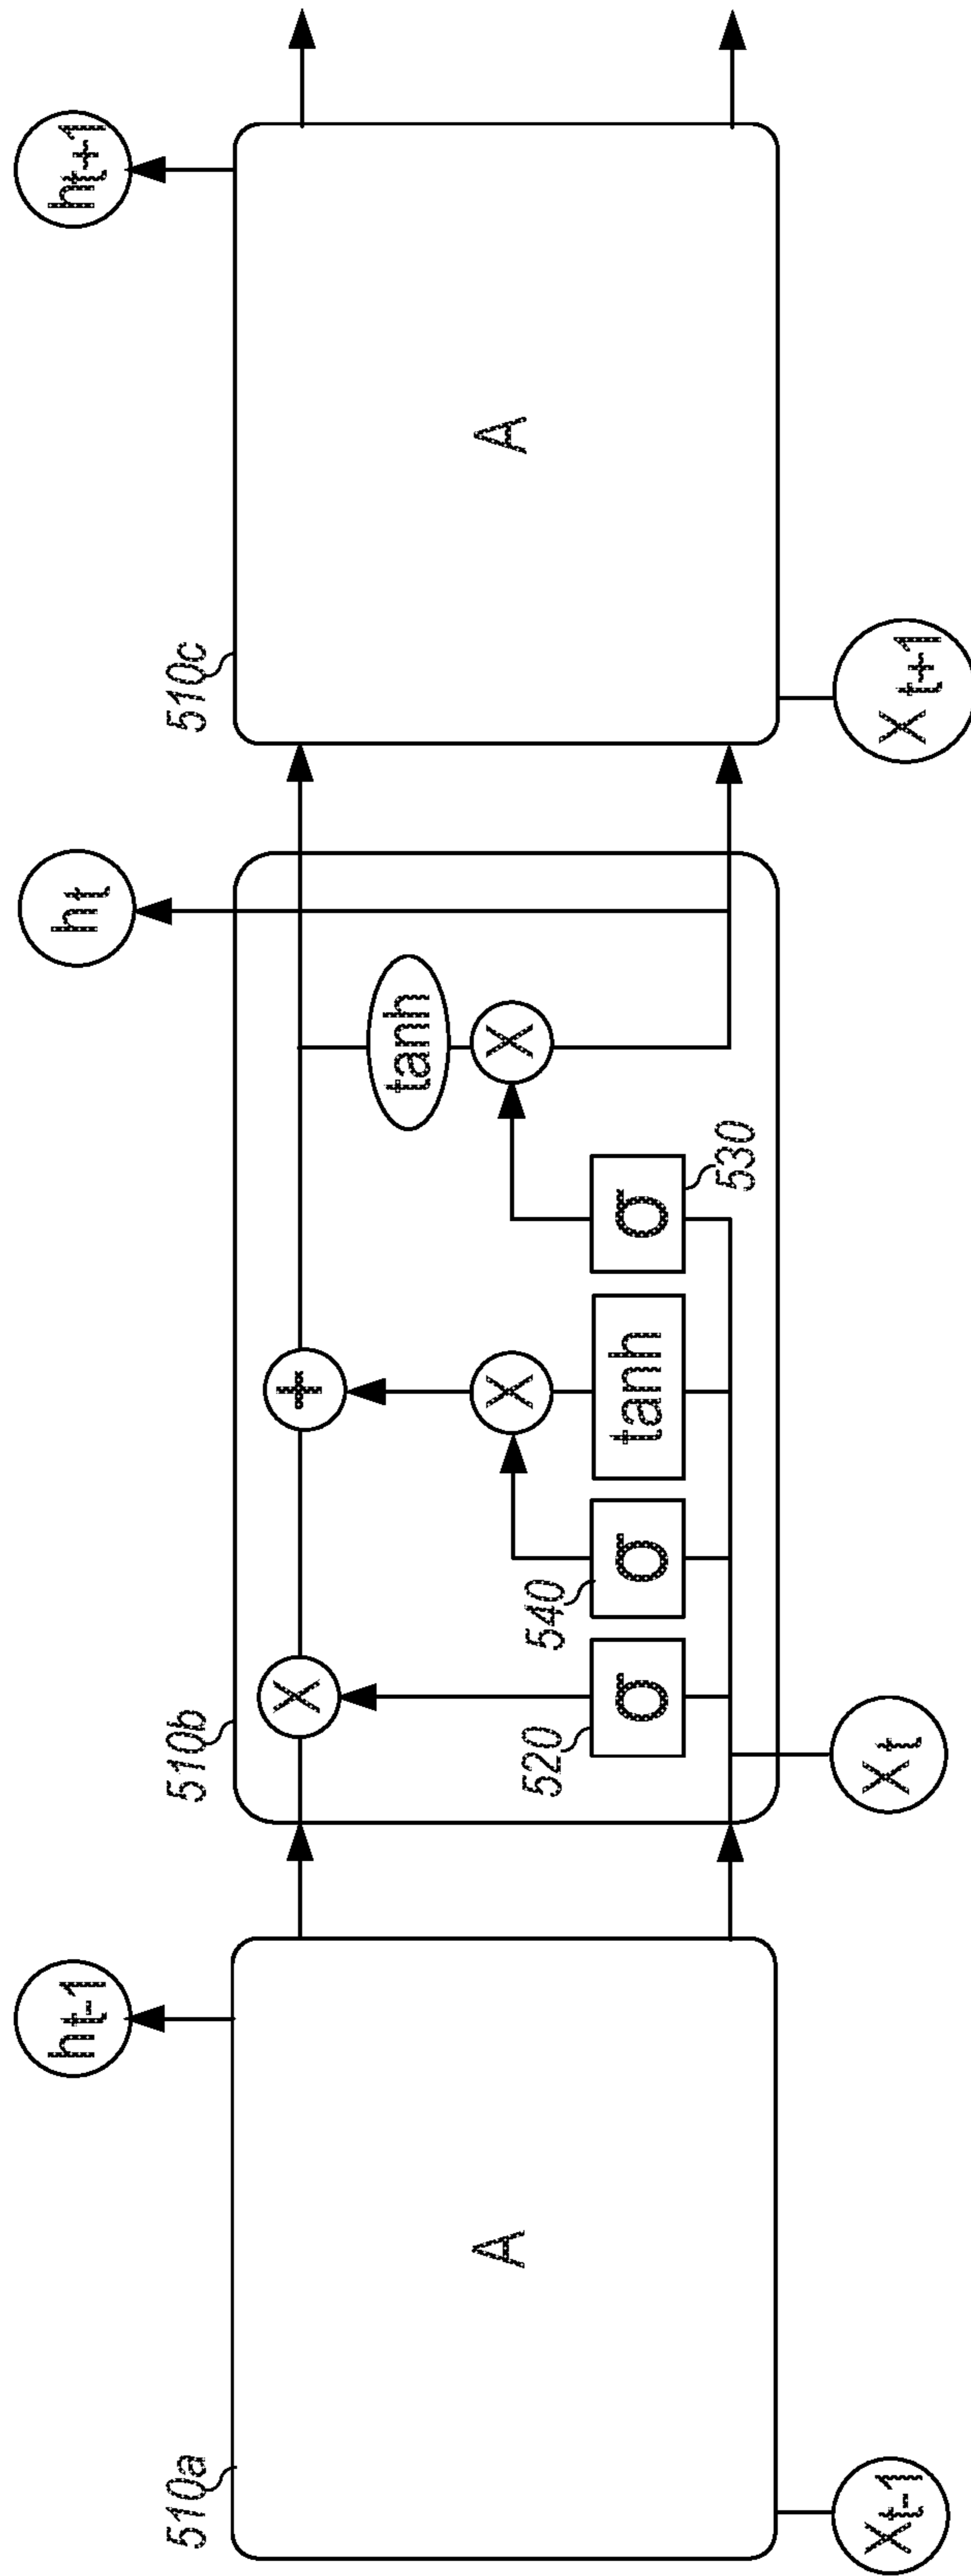 ht-1
ht
ht+1
510a
510b
510c
X
+
tanh
A
X
X
A
520
540
σ
σ
tanh
σ
530
Xt-1
Xt
Xt+1